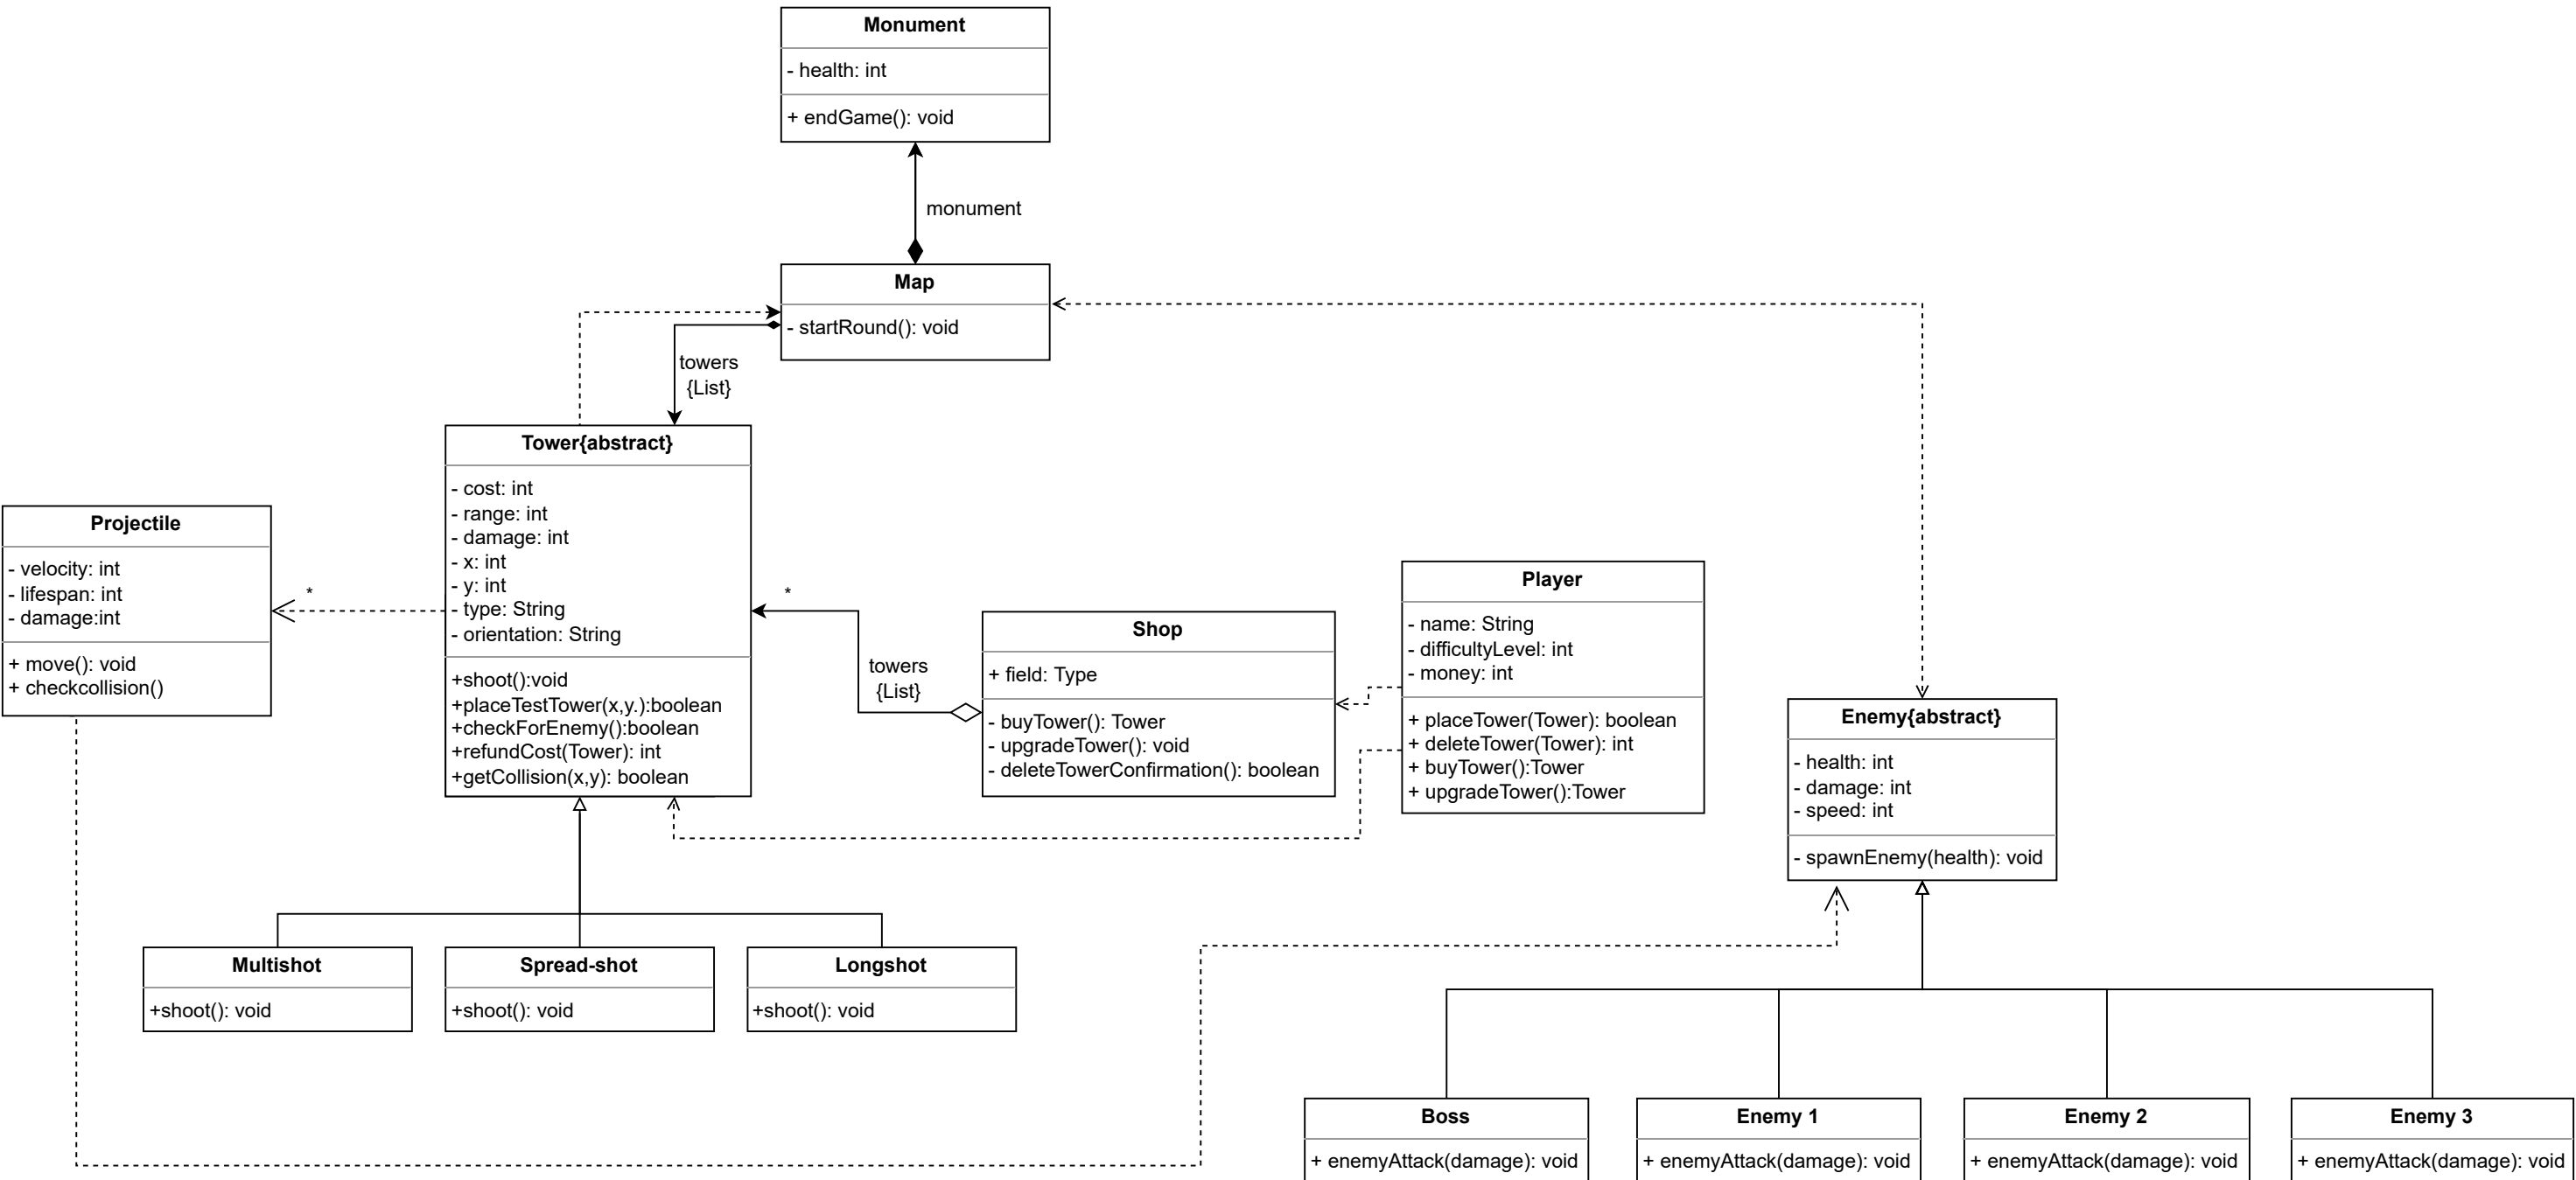 Monument
- health: int
+ endGame(): void
monument
Map
- startRound(): void
towers
{List}
Tower{abstract}
- cost: int
- range: int
- damage: int
- x: int
- y: int
- type: String
- orientation: String
+shoot():void
+placeTestTower(x,y.):boolean
+checkForEnemy():boolean
+refundCost(Tower): int
+getCollision(x,y): boolean
Projectile
- velocity: int
- lifespan: int
- damage:int
+ move(): void
+ checkcollision()
*
*
towers
{List}
Shop
+ field: Type
- buyTower(): Tower
- upgradeTower(): void
- deleteTowerConfirmation(): boolean
Player
- name: String
- difficultyLevel: int
- money: int
+ placeTower(Tower): boolean
+ deleteTower(Tower): int
+ buyTower():Tower
+ upgradeTower():Tower
Enemy{abstract}
- health: int
- damage: int
- speed: int
- spawnEnemy(health): void
Multishot
+shoot(): void
Spread-shot
+shoot(): void
Longshot
+shoot(): void
Boss
+ enemyAttack(damage): void
Enemy 1
+ enemyAttack(damage): void
Enemy 2
+ enemyAttack(damage): void
Enemy 3
+ enemyAttack(damage): void